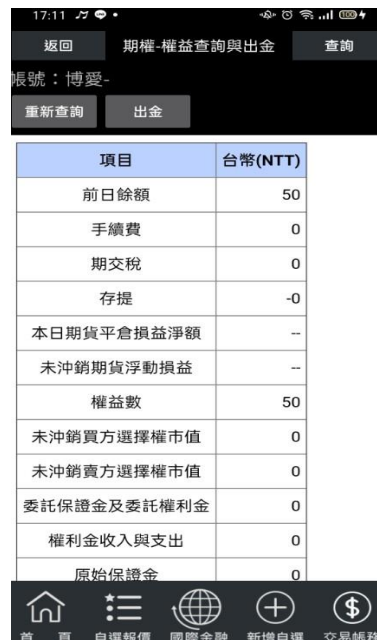 17:11
返回 期權-權益查詢與出金 查詢
帳號：博愛-
重新查詢 出金
項目 台幣(NTT)
前日餘額 50
手續費 0
期交稅 0
存提 -0
本日期貨平倉損益淨額 --
未沖銷期貨浮動損益 --
權益數 50
未沖銷買方選擇權市值 0
未沖銷賣方選擇權市值 0
委託保證金及委託權利金 0
權利金收入與支出 0
原始保證金 0
首 頁 自選報價 國際金融 新增自選 交易帳務